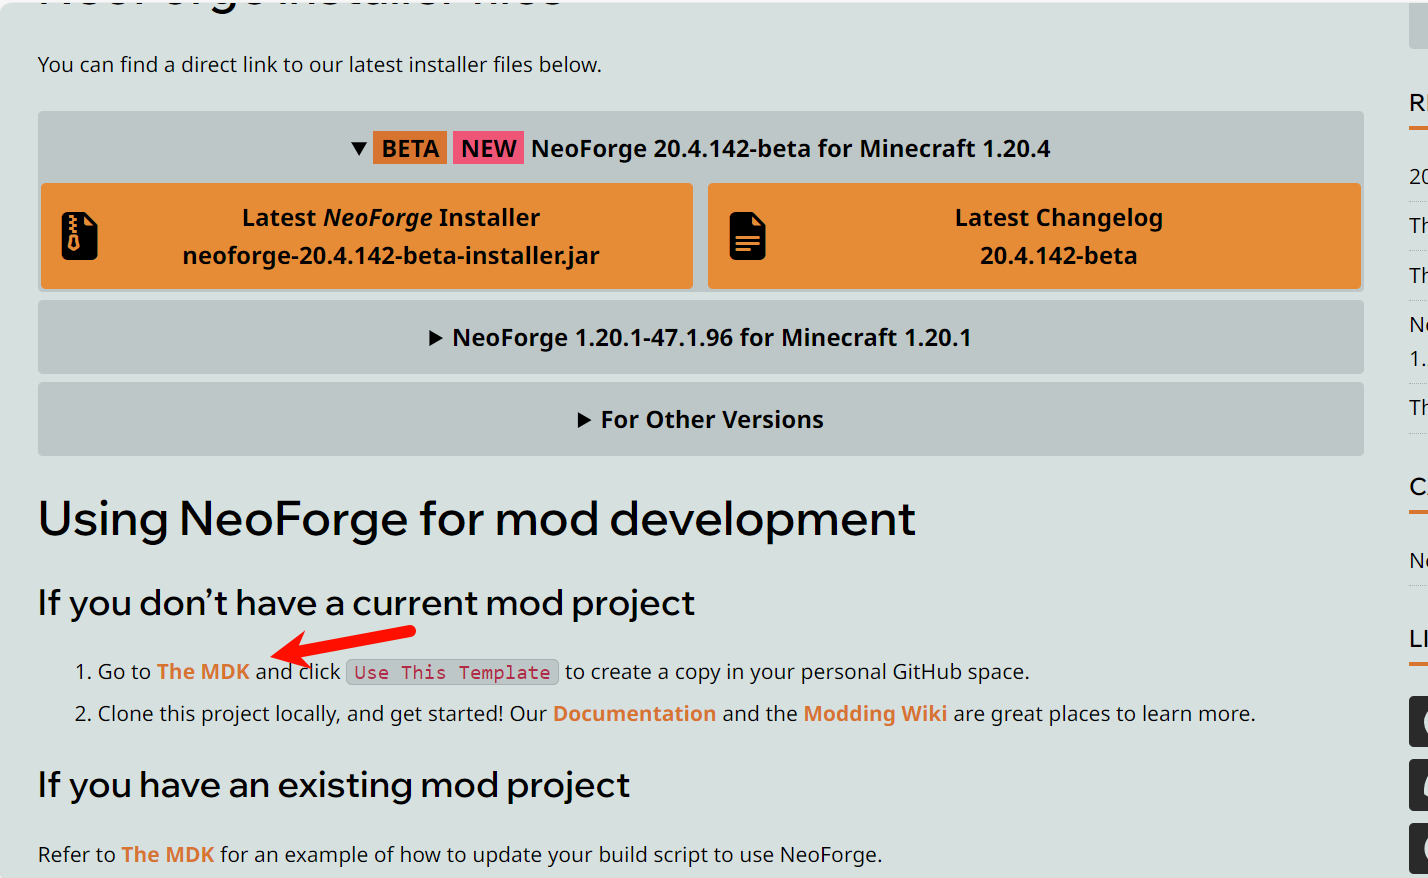 You can find a direct link to our latest installer files below.
▼ BETA NEW NeoForge 20.4.142-beta for Minecraft 1.20.4
Latest NeoForge Installer
neoforge-20.4.142-beta-installer.jar
Latest Changelog
20.4.142-beta
▶ NeoForge 1.20.1-47.1.96 for Minecraft 1.20.1
▶ For Other Versions
Using NeoForge for mod development
If you don’t have a current mod project
1. Go to The MDK and click Use This Template to create a copy in your personal GitHub space.
2. Clone this project locally, and get started! Our Documentation and the Modding Wiki are great places to learn more.
If you have an existing mod project
Refer to The MDK for an example of how to update your build script to use NeoForge.